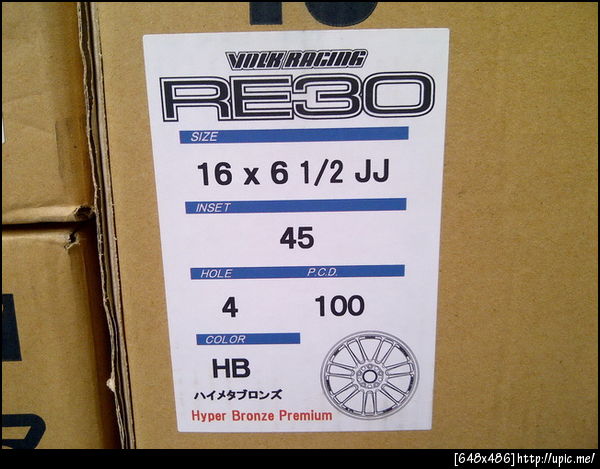 VOLK RACING
RE30
SIZE
16 x 6 1/2 JJ
INSET
45
HOLE P.C.D.
4 100
COLOR
HB
ハイメタブロンズ
Hyper Bronze Premium
[648x486]http://upic.me/